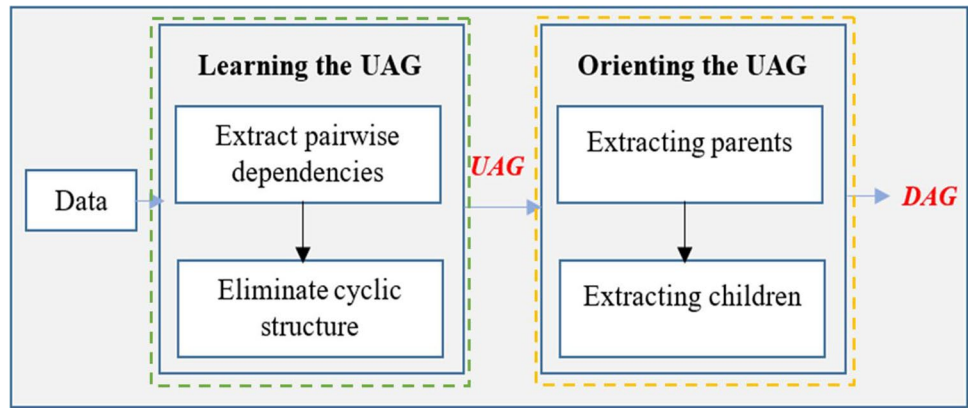 Data
Learning the UAG
Extract pairwise
dependencies
Eliminate cyclic
structure
UAG
Orienting the UAG
Extracting parents
Extracting children
DAG